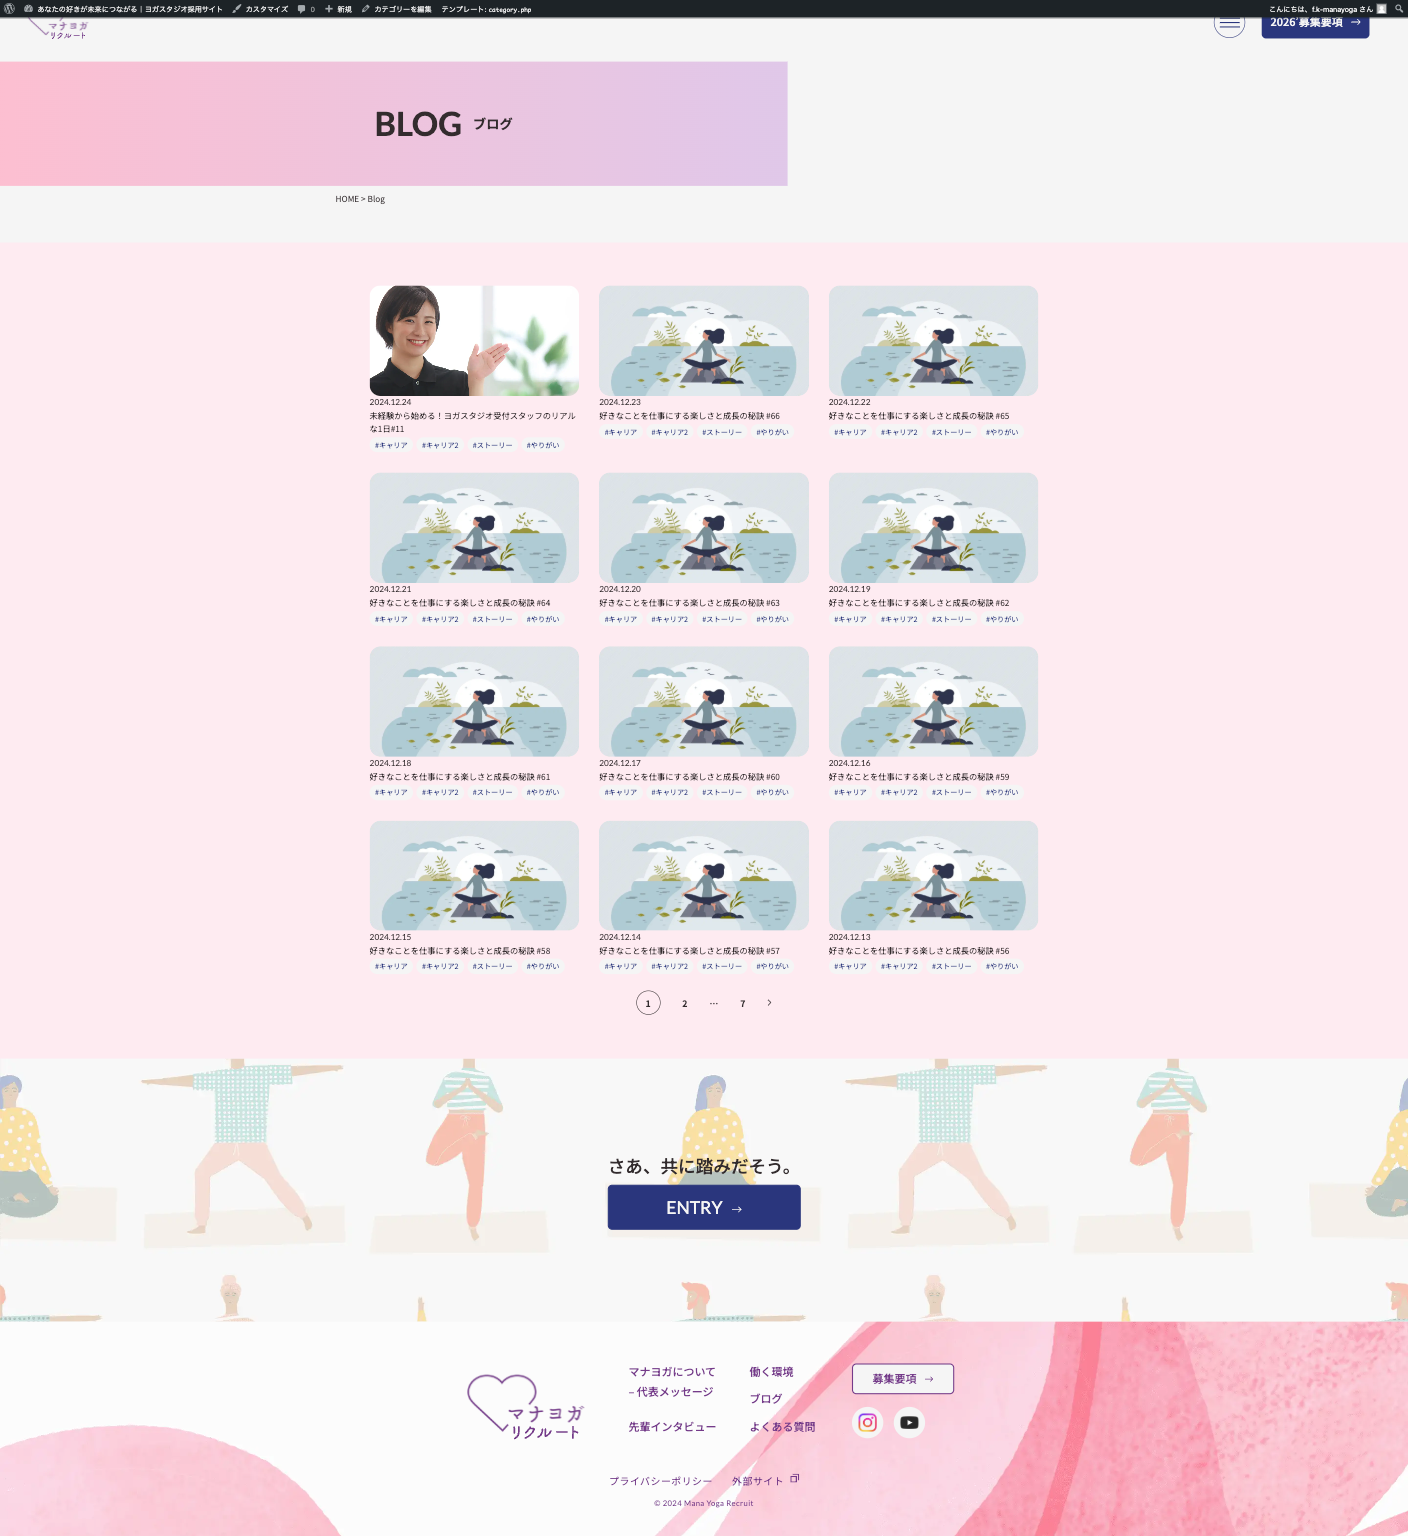 あなたの好きが未来につながる｜ヨガスタジオ採用サイト カスタマイズ 0 新規 カテゴリーを編集 テンプレート: category.php こんにちは、f.k-manayoga さん
マナヨガ
リクルート
2026 募集要項 →
BLOG ブログ
HOME > Blog
2024.12.24
未経験から始める！ヨガスタジオ受付スタッフのリアル
な1日#11
#キャリア #キャリア2 #ストーリー #やりがい
2024.12.23
好きなことを仕事にする楽しさと成長の秘訣 #66
#キャリア #キャリア2 #ストーリー #やりがい
2024.12.22
好きなことを仕事にする楽しさと成長の秘訣 #65
#キャリア #キャリア2 #ストーリー #やりがい
2024.12.21
好きなことを仕事にする楽しさと成長の秘訣 #64
#キャリア #キャリア2 #ストーリー #やりがい
2024.12.20
好きなことを仕事にする楽しさと成長の秘訣 #63
#キャリア #キャリア2 #ストーリー #やりがい
2024.12.19
好きなことを仕事にする楽しさと成長の秘訣 #62
#キャリア #キャリア2 #ストーリー #やりがい
2024.12.18
好きなことを仕事にする楽しさと成長の秘訣 #61
#キャリア #キャリア2 #ストーリー #やりがい
2024.12.17
好きなことを仕事にする楽しさと成長の秘訣 #60
#キャリア #キャリア2 #ストーリー #やりがい
2024.12.16
好きなことを仕事にする楽しさと成長の秘訣 #59
#キャリア #キャリア2 #ストーリー #やりがい
2024.12.15
好きなことを仕事にする楽しさと成長の秘訣 #58
#キャリア #キャリア2 #ストーリー #やりがい
2024.12.14
好きなことを仕事にする楽しさと成長の秘訣 #57
#キャリア #キャリア2 #ストーリー #やりがい
2024.12.13
好きなことを仕事にする楽しさと成長の秘訣 #56
#キャリア #キャリア2 #ストーリー #やりがい
1 2 … 7 >
さあ、共に踏みだそう。
ENTRY →
マナヨガ
リクルート
マナヨガについて
– 代表メッセージ
先輩インタビュー
働く環境
ブログ
よくある質問
募集要項 →
プライバシーポリシー 外部サイト
© 2024 Mana Yoga Recruit